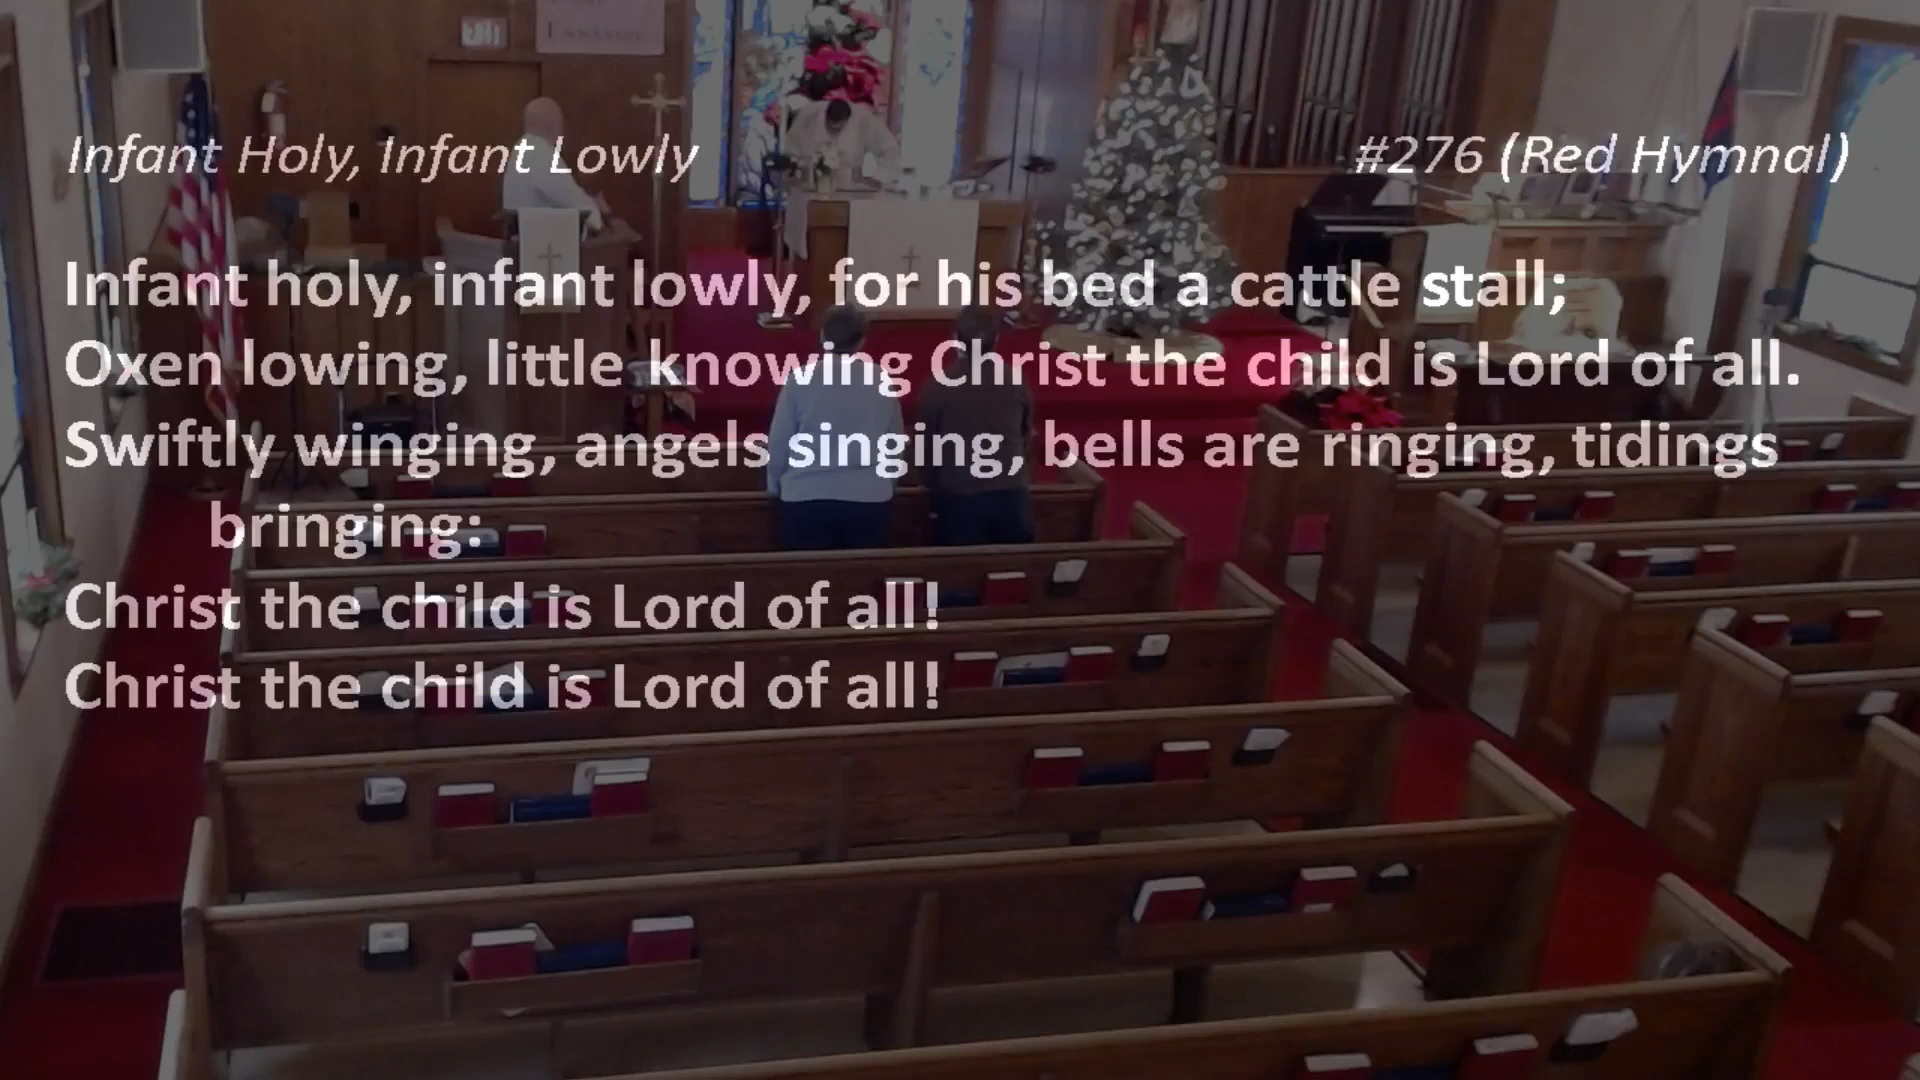 Infant Holy, Infant Lowly #276 (Red Hymnal)
Infant holy, infant lowly, for his bed a cattle stall;
Oxen lowing, little knowing Christ the child is Lord of all.
Swiftly winging, angels singing, bells are ringing, tidings
bringing:
Christ the child is Lord of all!
Christ the child is Lord of all!